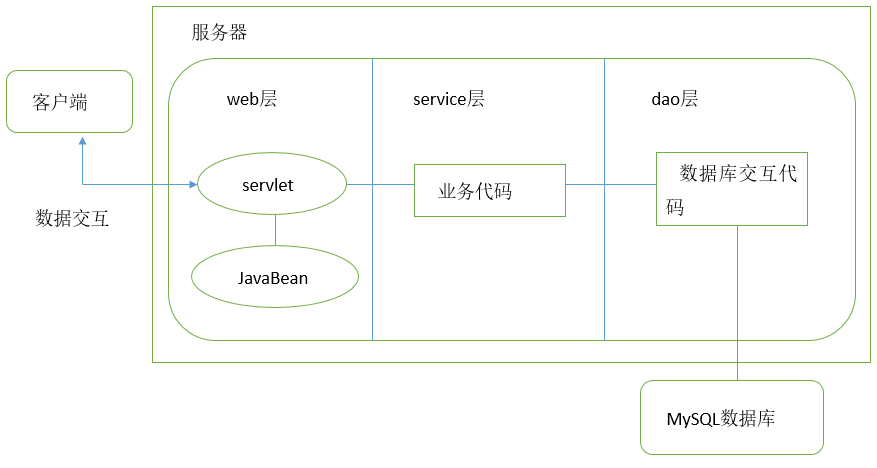 服务器
客户端
web层
service层
dao层
servlet
业务代码
数据库交互代
码
数据交互
JavaBean
MySQL数据库